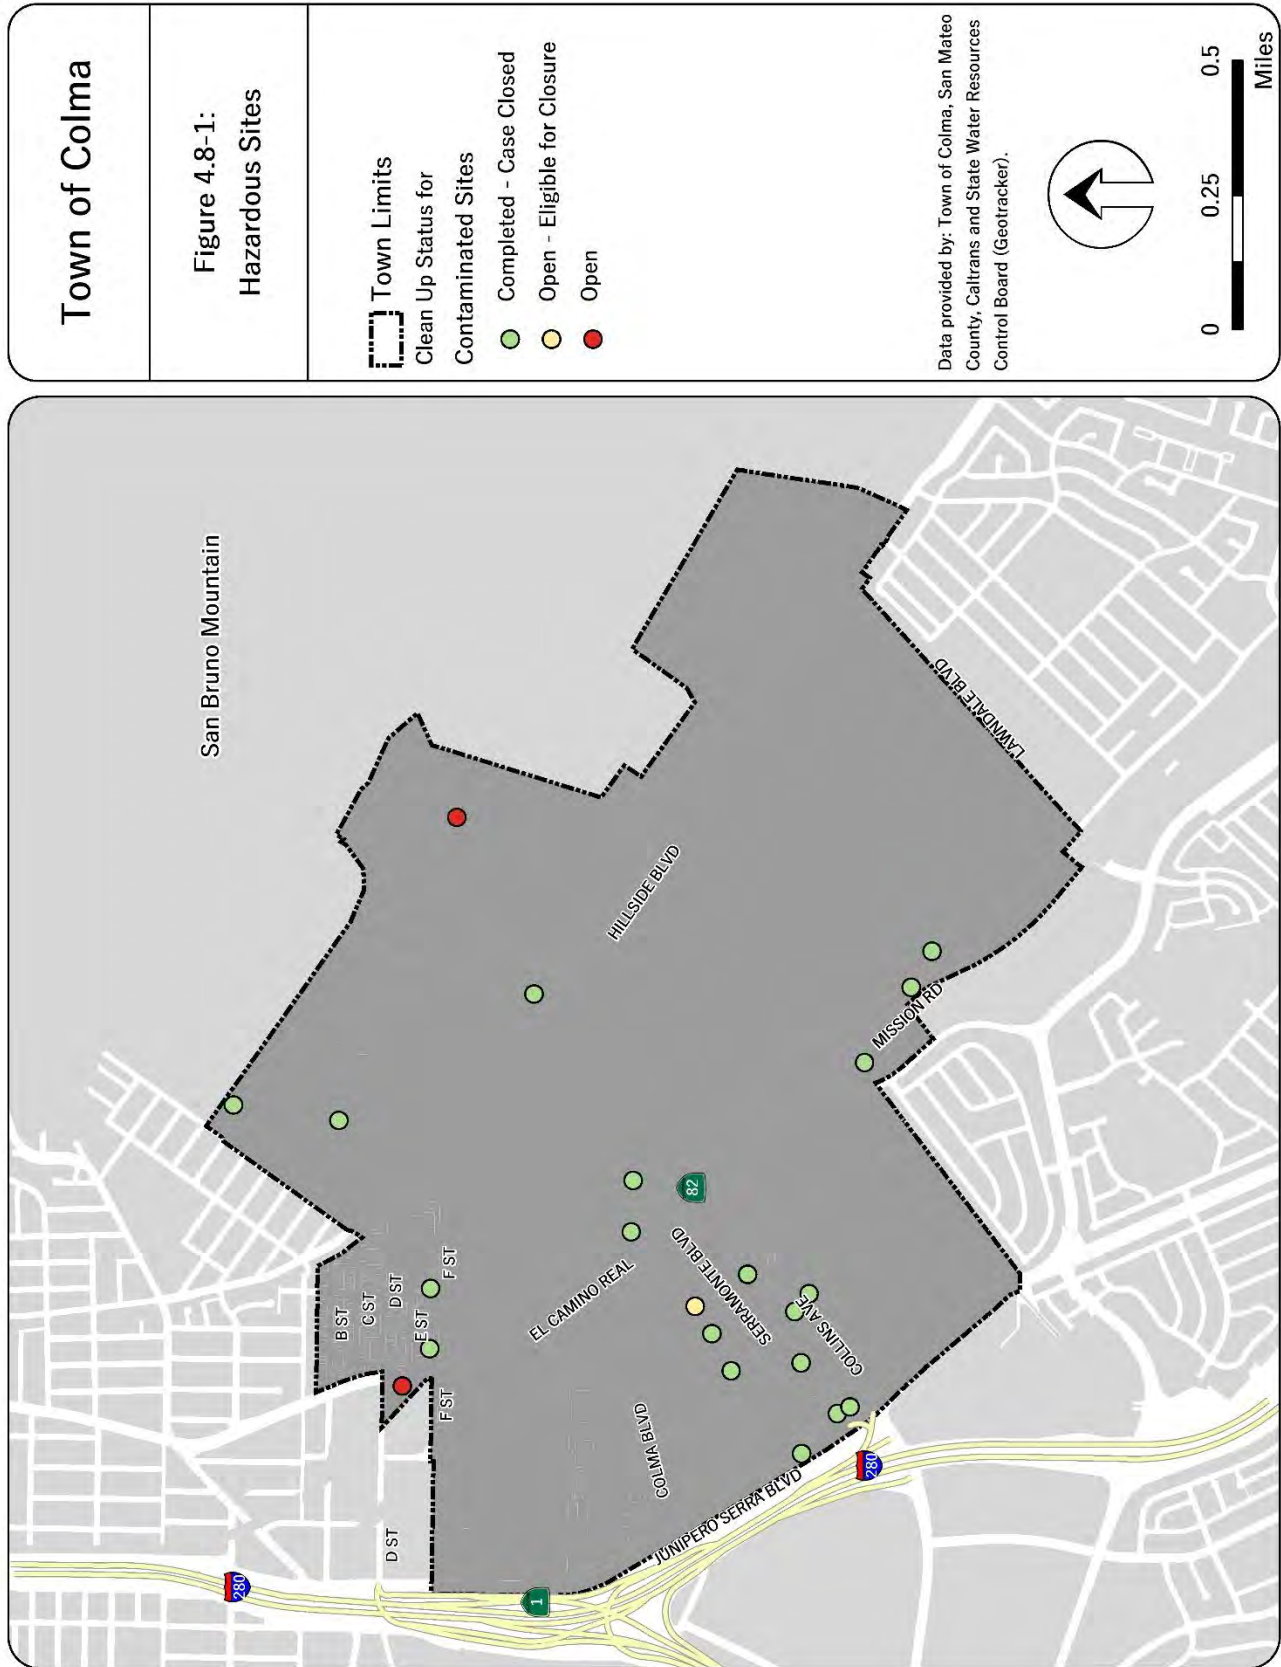 Town of Colma
Figure 4.8-1:
Hazardous Sites
Town Limits
Clean Up Status for
Contaminated Sites
Completed - Case Closed
Open - Eligible for Closure
Open
Data provided by: Town of Colma, San Mateo
County, Caltrans and State Water Resources
Control Board (Geotracker).
0 0.25 0.5
Miles
San Bruno Mountain
B ST
C ST
D ST
E ST
F ST
F ST
D ST
280
1
EL CAMINO REAL
HILLSIDE BLVD
COLMA BLVD
82
SERRAMONTE BLVD
COLLINS AVE
JUNIPERO SERRA BLVD
280
MISSION RD
LAWNDALE BLVD